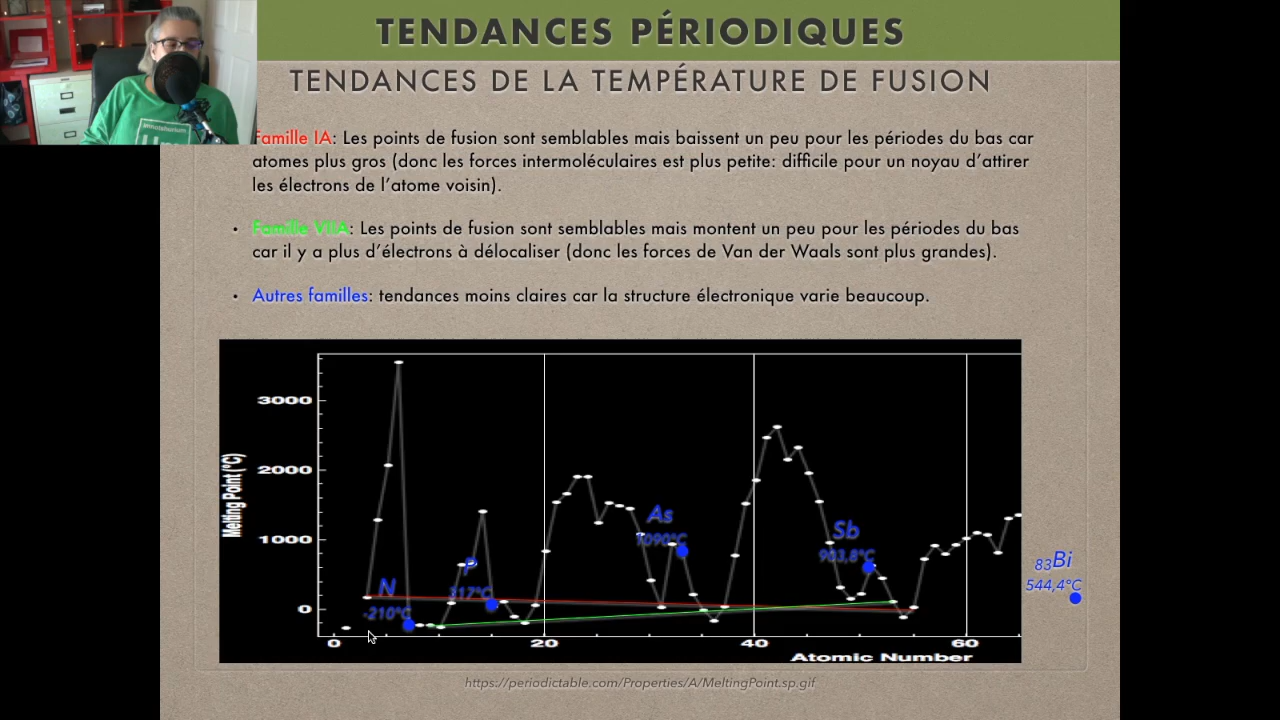 TENDANCES PÉRIODIQUES
TENDANCES DE LA TEMPÉRATURE DE FUSION
Famille IA: Les points de fusion sont semblables mais baissent un peu pour les périodes du bas car
atomes plus gros (donc les forces intermoléculaires est plus petite: difficile pour un noyau d'attirer
les électrons de l'atome voisin).
• Famille VIIA: Les points de fusion sont semblables mais montent un peu pour les périodes du bas
car il y a plus d'électrons à délocaliser (donc les forces de Van der Waals sont plus grandes).
• Autres familles: tendances moins claires car la structure électronique varie beaucoup.
Melting Point (°C)
3000
2000
1000
0
N
-210°C
P
317°C
As
1090°C
Sb
903,8°C
83Bi
544,4°C
0 20 40 60
Atomic Number
https://periodictable.com/Properties/A/MeltingPoint.sp.gif